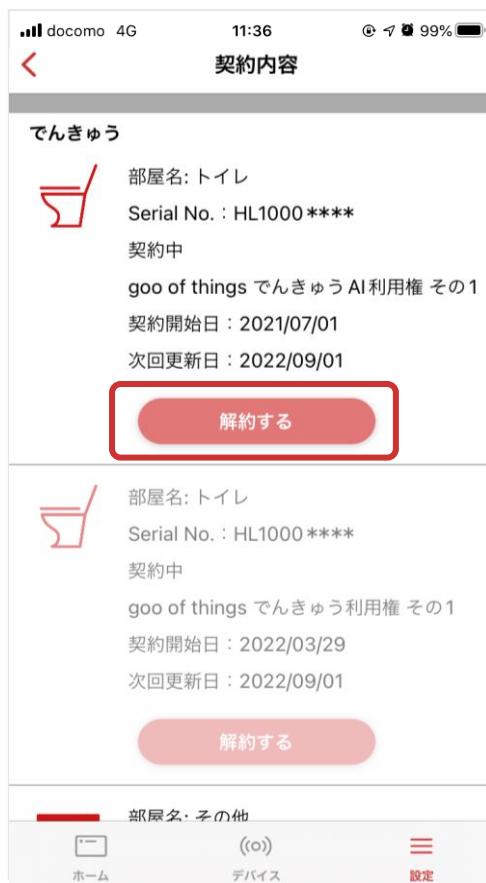 docomo 4G 11:36 99%
契約内容
でんきゅう
部屋名: トイレ
Serial No.：HL1000****
契約中
goo of things でんきゅうAI利用権 その1
契約開始日：2021/07/01
次回更新日：2022/09/01
解約する
部屋名: トイレ
Serial No.：HL1000****
契約中
goo of things でんきゅう利用権 その1
契約開始日：2022/03/29
次回更新日：2022/09/01
解約する
部屋名: その他
ホーム デバイス 設定